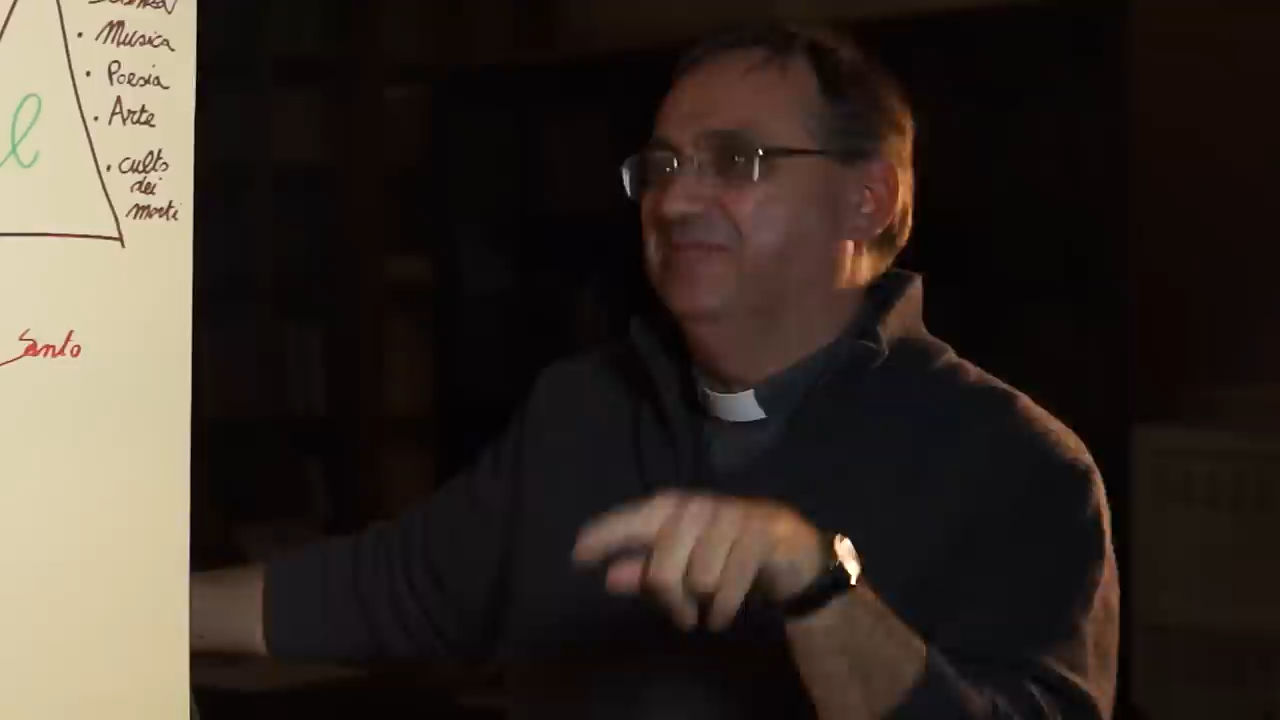 • Musica
• Poesia
• Arte
• culto
dei
morti
Santo